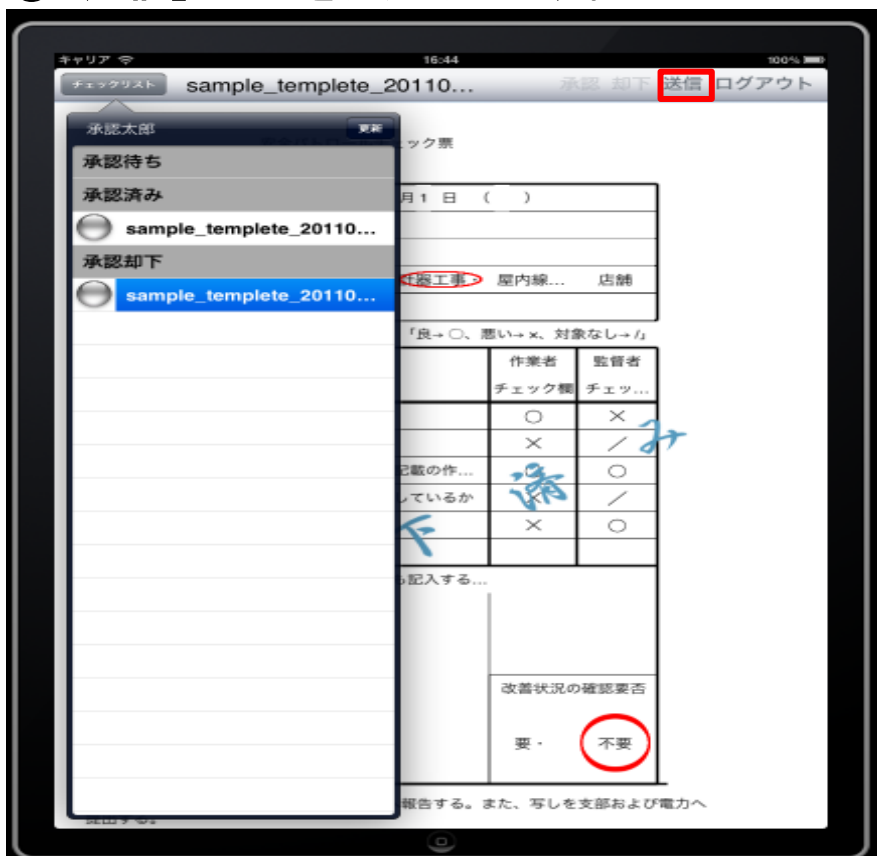 キャリア 16:44 100%
チェックリスト sample_templete_20110... 承認 却下 送信 ログアウト
承認太郎 更新
ック票
承認待ち
承認済み
月 1 日 ( )
sample_templete_20110...
承認却下
器工事・ 屋内線... 店舗
sample_templete_20110...
「良→○、悪い→×、対象なし→/」
作業者 監督者
チェック欄 チェッ...
○ ×
× /
み
記載の作... ○
済
しているか × /
× ○
下
記入する...
改善状況の確認要否
要・ 不要
報告する。また、写しを支部および電力へ